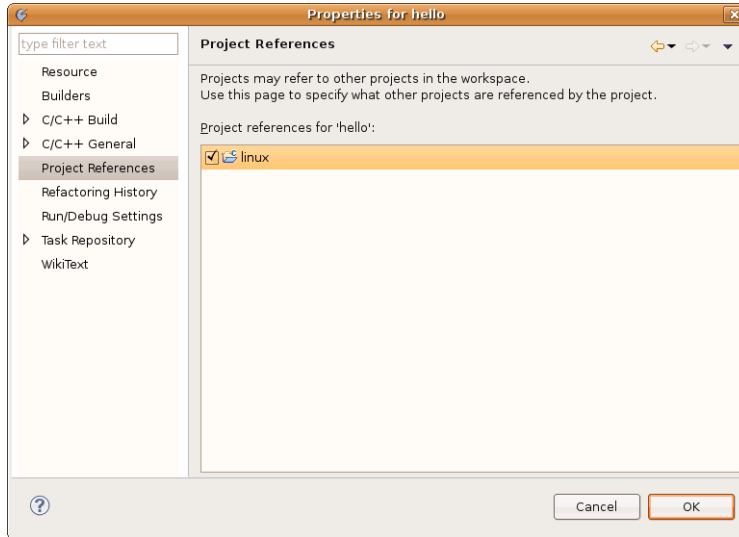 Properties for hello
type filter text
Project References
Resource
Builders
C/C++ Build
C/C++ General
Project References
Refactoring History
Run/Debug Settings
Task Repository
WikiText
Projects may refer to other projects in the workspace.
Use this page to specify what other projects are referenced by the project.
Project references for 'hello':
linux
?
Cancel
OK